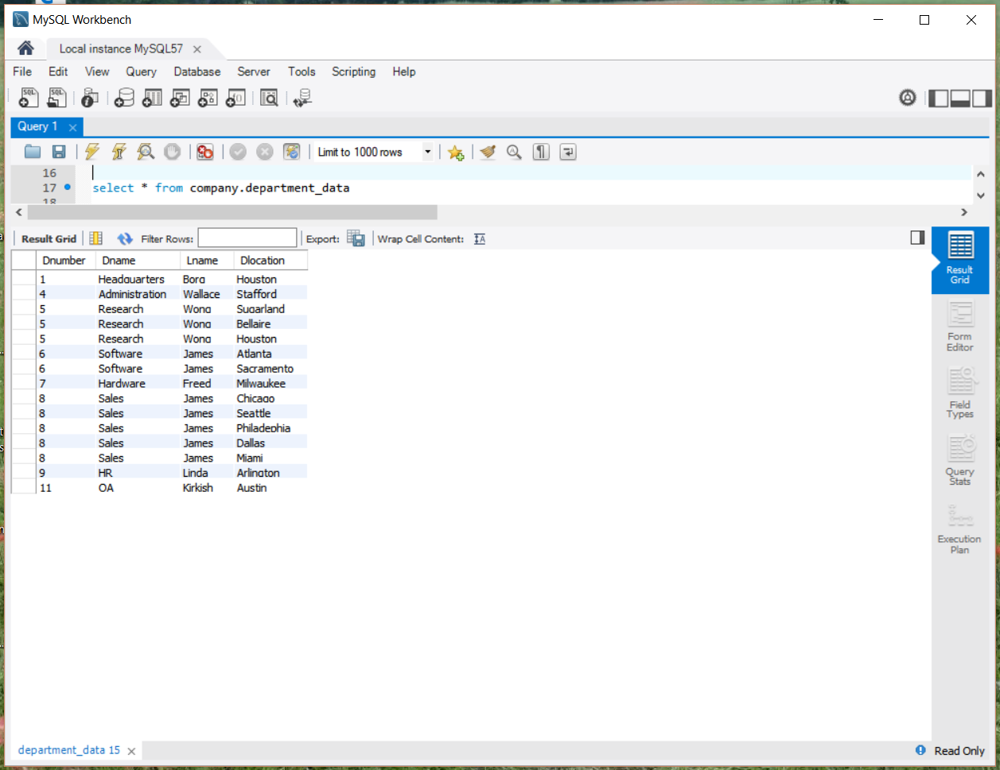 MySQL Workbench
Local instance MySQL57
File Edit View Query Database Server Tools Scripting Help
Query 1
Limit to 1000 rows
16
17 select * from company.department_data
18
Result Grid Filter Rows: Export: Wrap Cell Content:
Dnumber Dname Lname Dlocation
1 Headquarters Borg Houston
4 Administration Wallace Stafford
5 Research Wong Sugarland
5 Research Wong Bellaire
5 Research Wong Houston
6 Software James Atlanta
6 Software James Sacramento
7 Hardware Freed Milwaukee
8 Sales James Chicago
8 Sales James Seattle
8 Sales James Philadephia
8 Sales James Dallas
8 Sales James Miami
9 HR Linda Arlington
11 OA Kirkish Austin
Result
Grid
Form
Editor
Field
Types
Query
Stats
Execution
Plan
department_data 15
Read Only